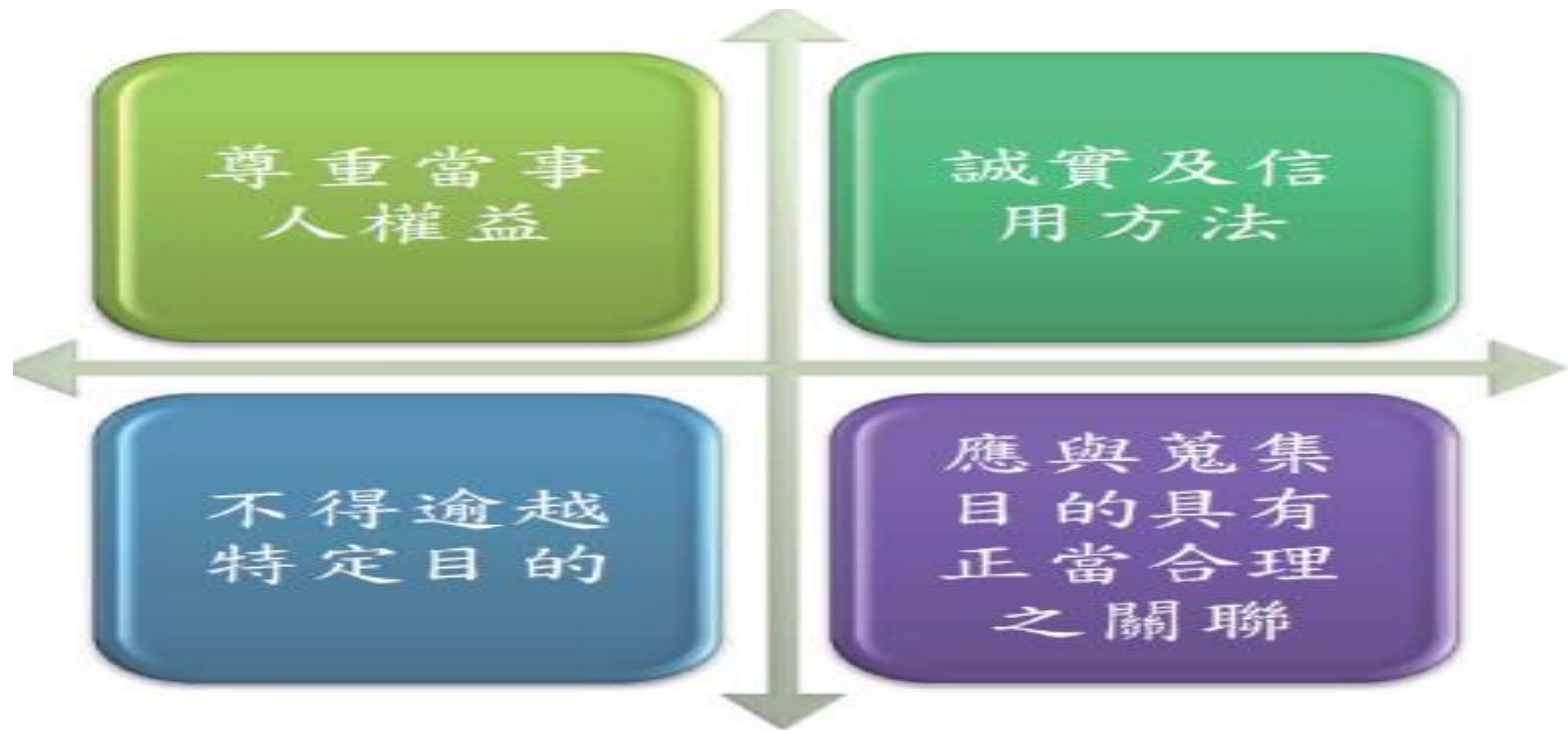 尊重當事
人權益
誠實及信
用方法
不得逾越
特定目的
應與蒐集
目的具有
正當合理
之關聯